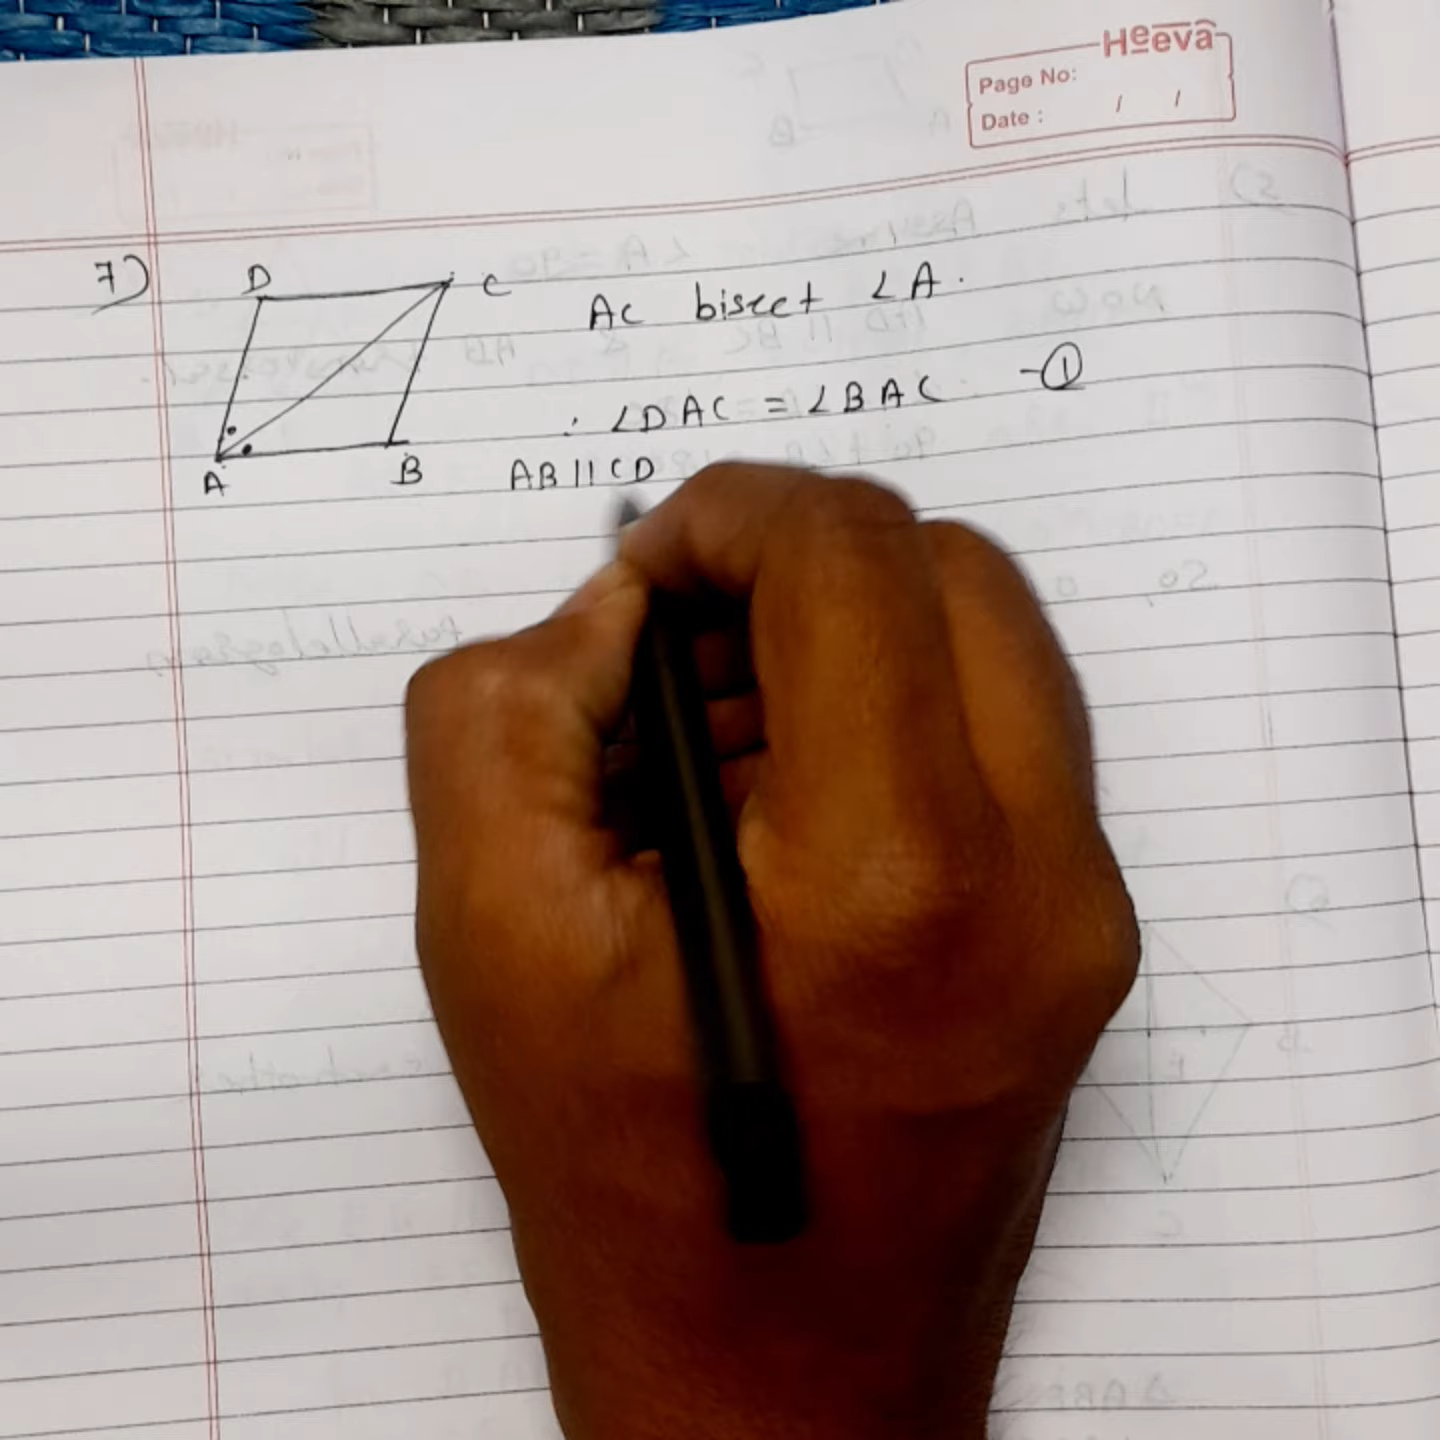 Heeva
Page No:
Date : / /
7) D C AC bisect ∠A.
∴ ∠DAC = ∠BAC -①
A B AB||CD